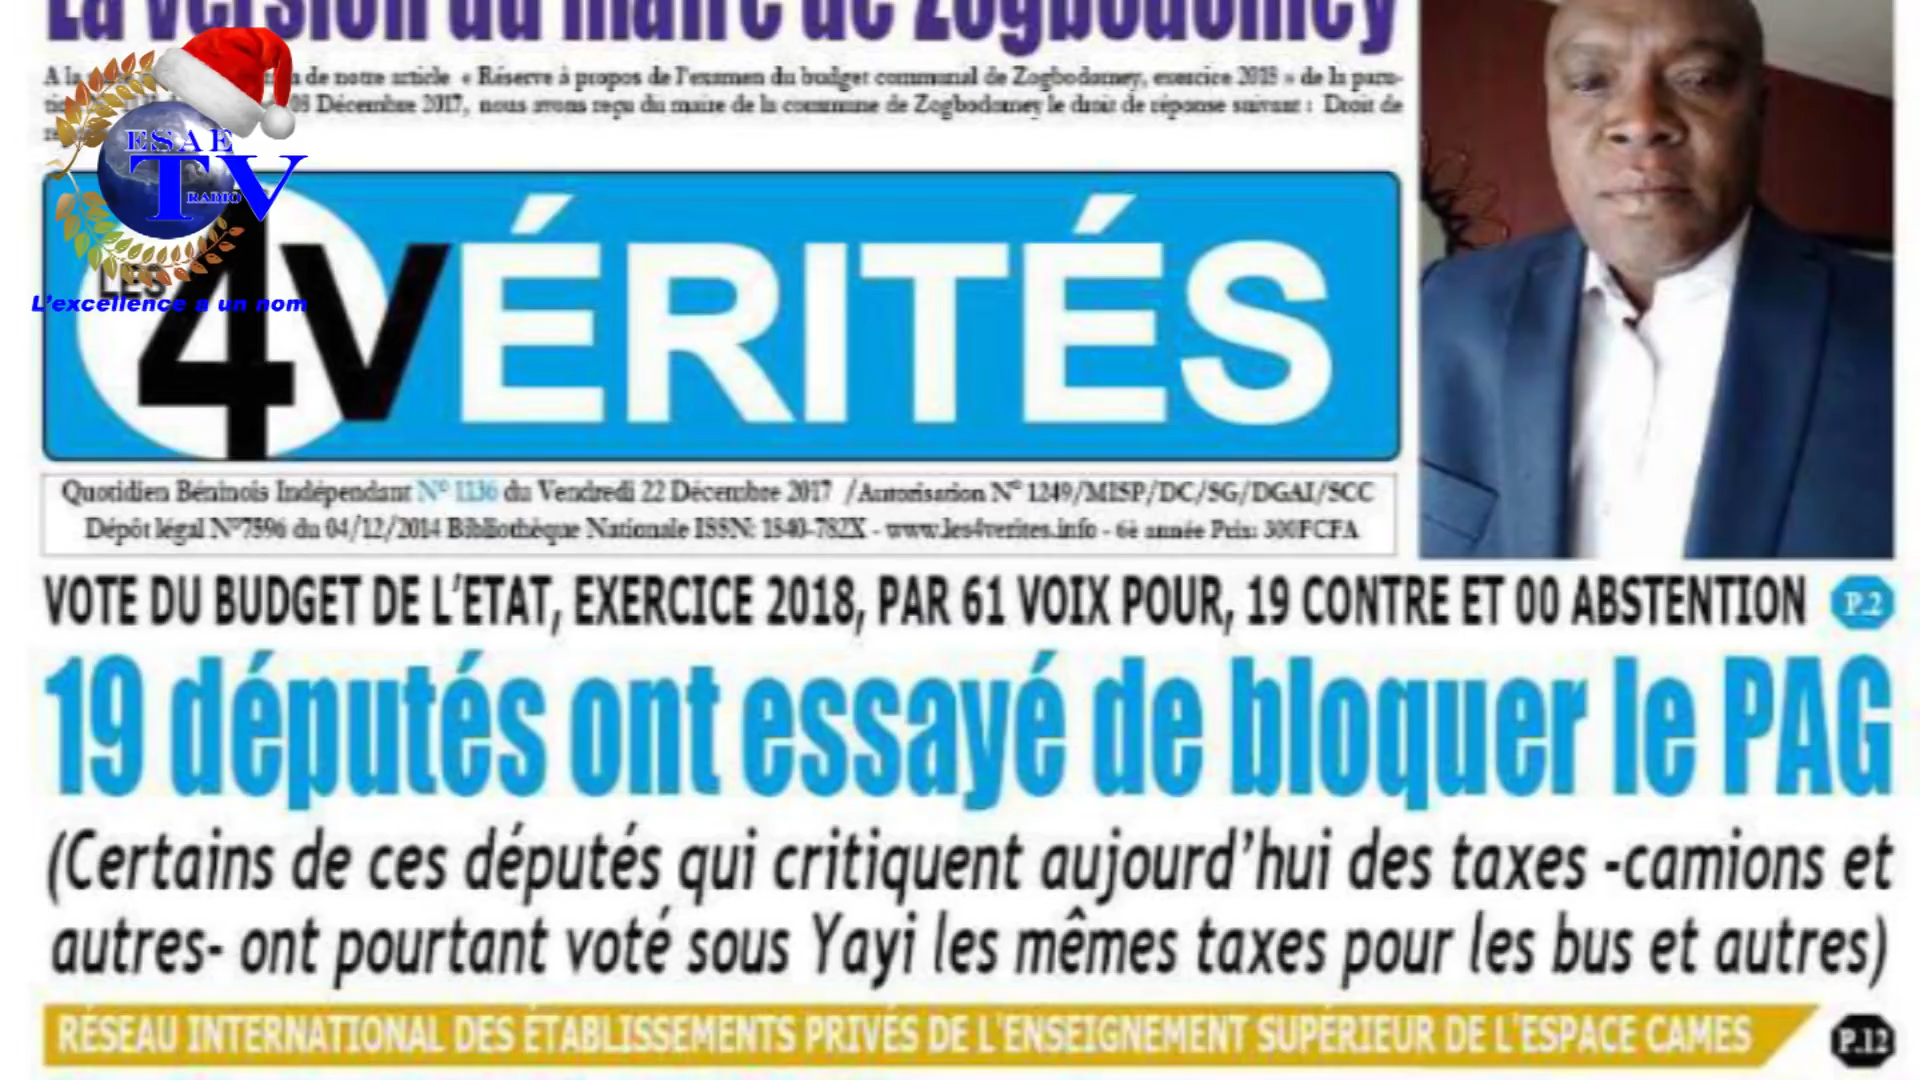 La version du maire de Zogbodomey
A la de notre article « Réserve à propos de l'examen du budget communal de Zogbodomey, exercice 2018 » de la paru-
08 Décembre 2017, nous avons reçu du maire de la commune de Zogbodomey le droit de réponse suivant : Droit de
ESAE
TV
RADIO
L'excellence a un nom
LES
4VÉRITÉS
Quotidien Béninois Indépendant N° 1136 du Vendredi 22 Décembre 2017 /Autorisation N° 1249/MISP/DC/SG/DGAI/SCC
Dépôt légal N°7596 du 04/12/2014 Bibliothèque Nationale ISSN: 1840-782X - www.les4verites.info - 6è année Prix: 300FCFA
VOTE DU BUDGET DE L'ETAT, EXERCICE 2018, PAR 61 VOIX POUR, 19 CONTRE ET 00 ABSTENTION P.2
19 députés ont essayé de bloquer le PAG
(Certains de ces députés qui critiquent aujourd'hui des taxes -camions et
autres- ont pourtant voté sous Yayi les mêmes taxes pour les bus et autres)
RÉSEAU INTERNATIONAL DES ÉTABLISSEMENTS PRIVÉS DE L'ENSEIGNEMENT SUPÉRIEUR DE L'ESPACE CAMES P.12